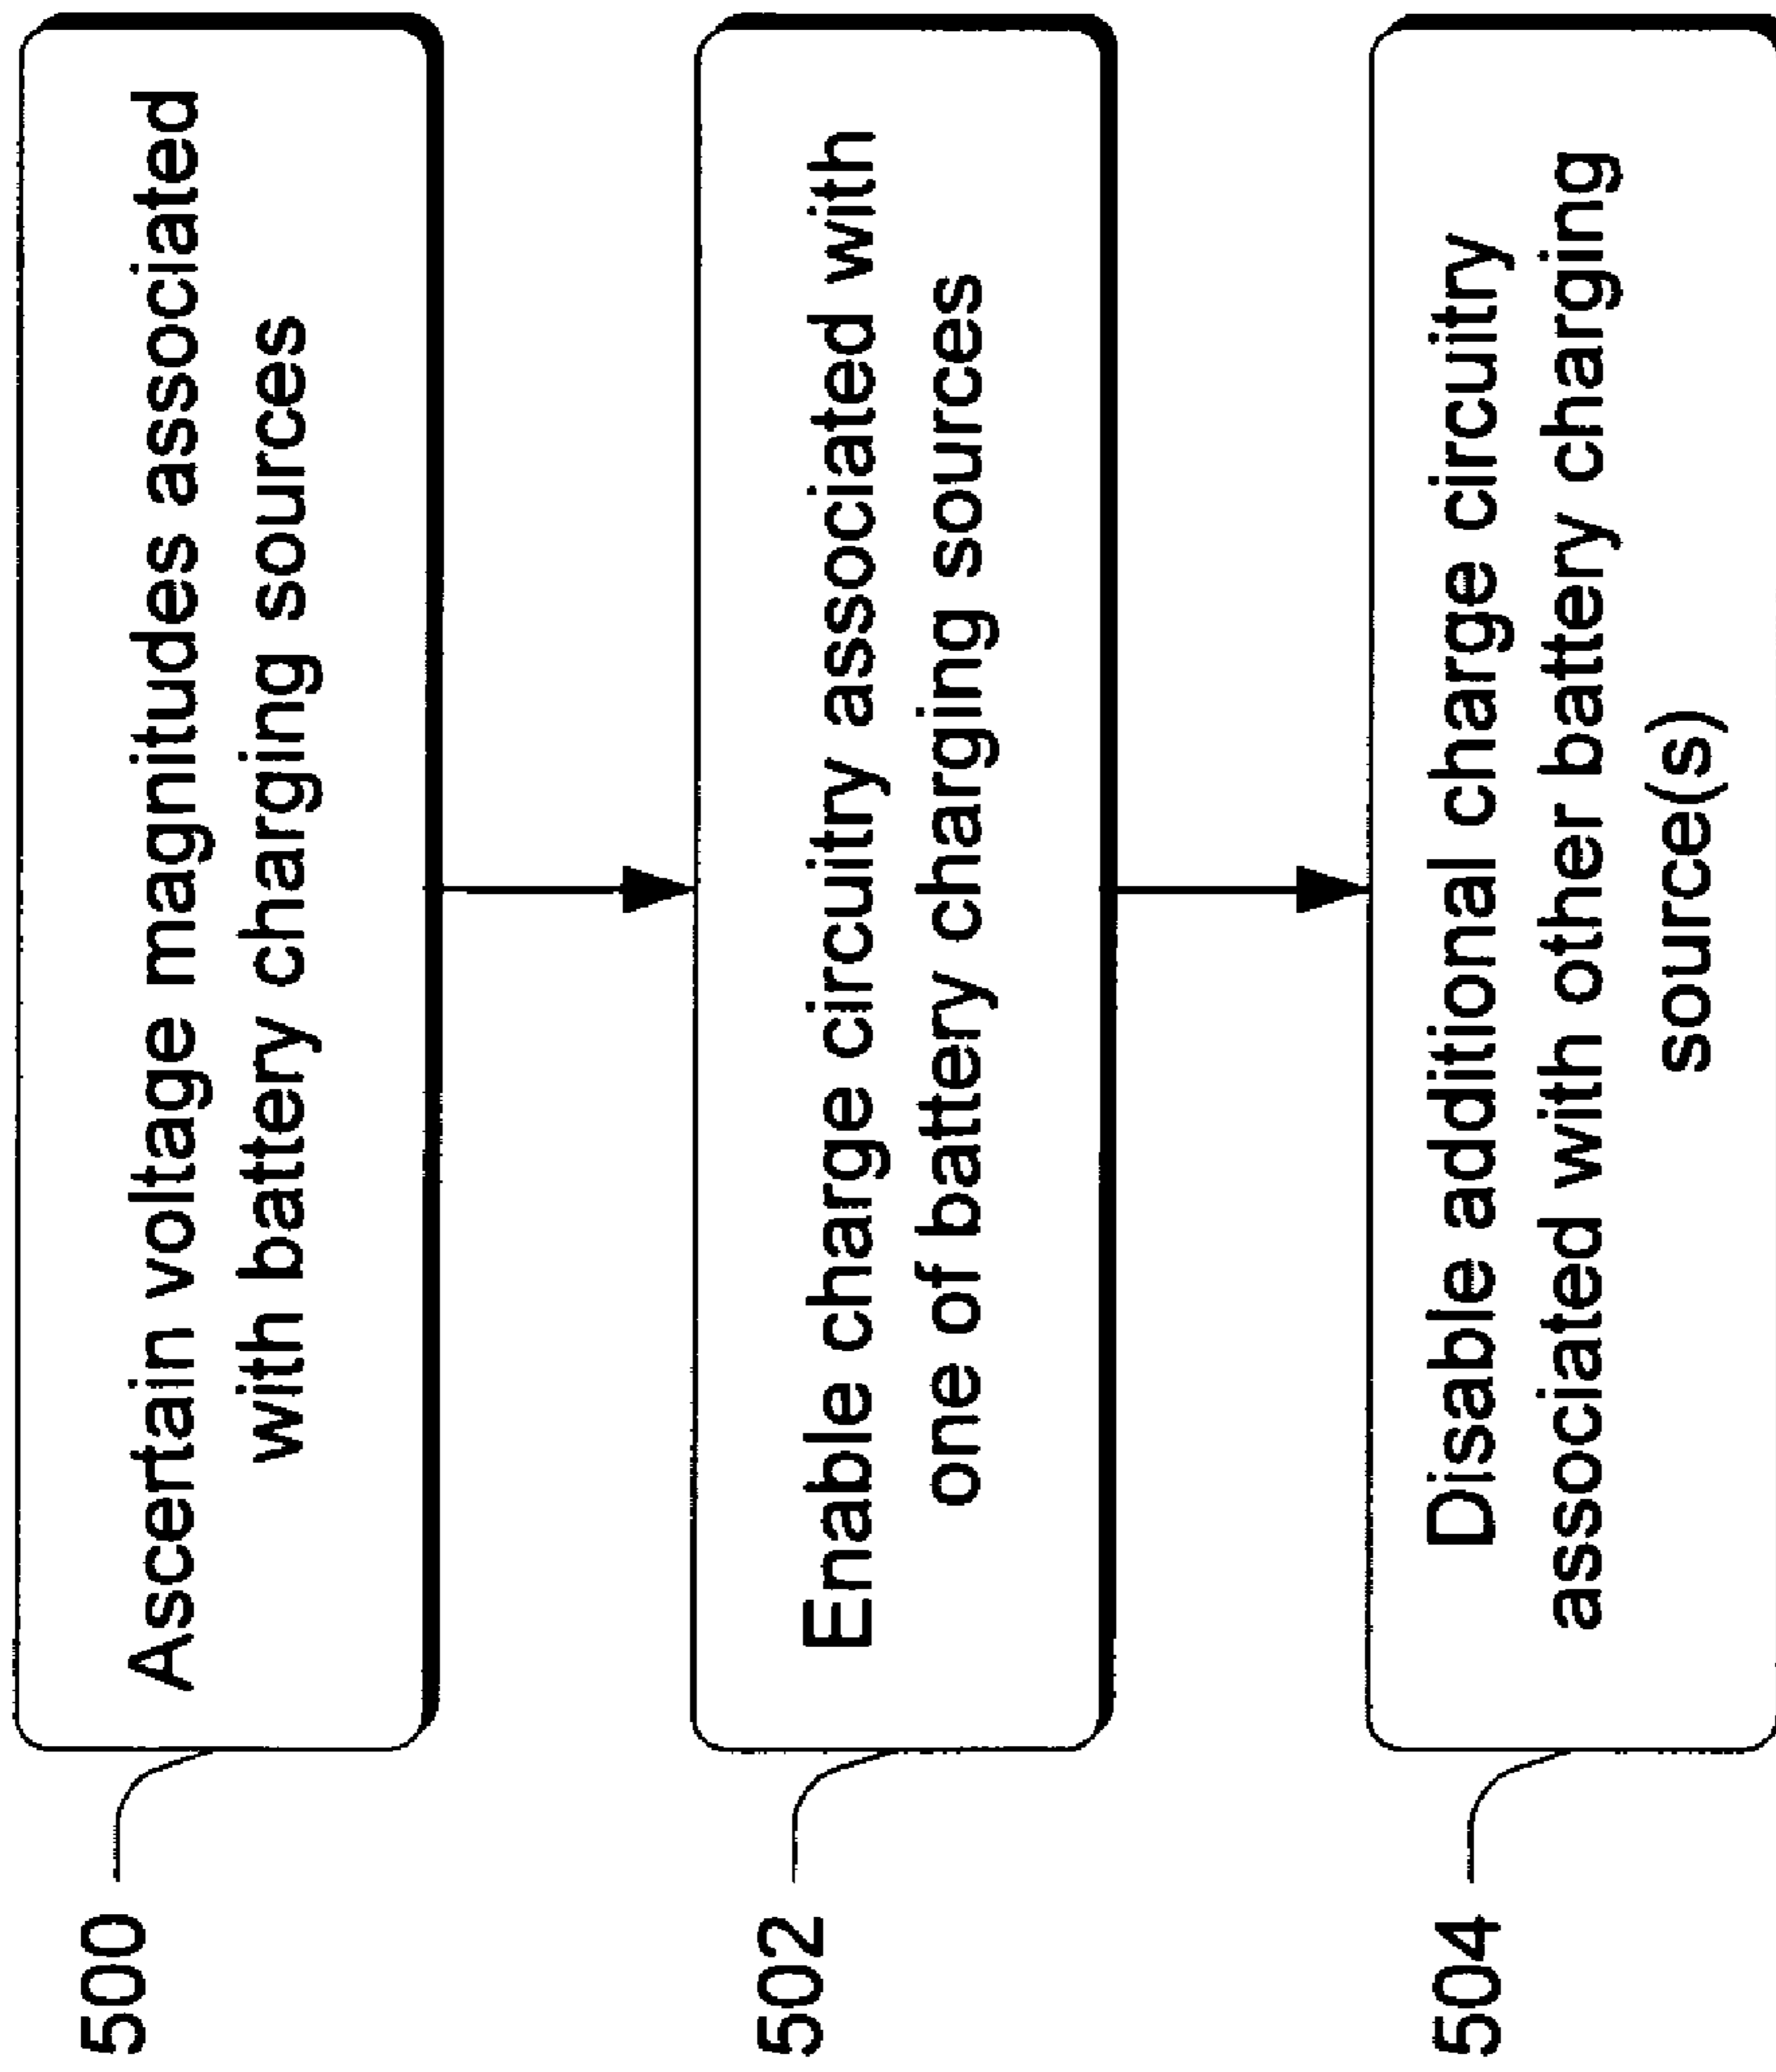 500
Ascertain voltage magnitudes associated
with battery charging sources
502
Enable charge circuitry associated with
one of battery charging sources
504
Disable additional charge circuitry
associated with other battery charging
source(s)